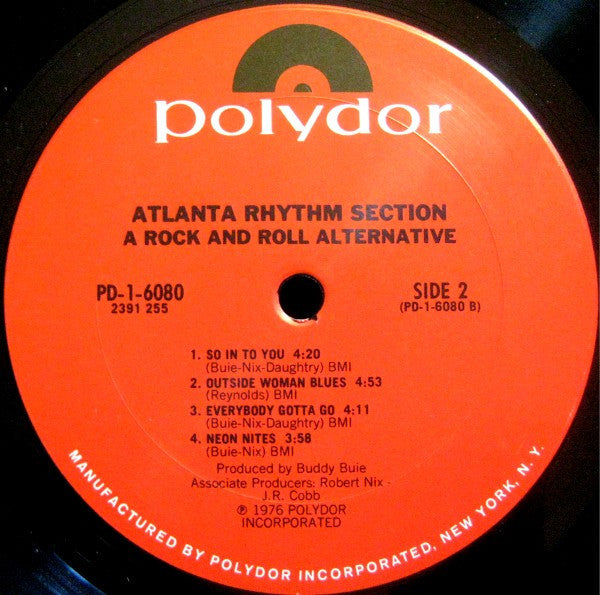 polydor
ATLANTA RHYTHM SECTION
A ROCK AND ROLL ALTERNATIVE
PD-1-6080
2391 255
SIDE 2
(PD-1-6080 B)
1. SO IN TO YOU 4:20
(Buie-Nix-Daughtry) BMI
2. OUTSIDE WOMAN BLUES 4:53
(Reynolds) BMI
3. EVERYBODY GOTTA GO 4:11
(Buie-Nix-Daughtry) BMI
4. NEON NITES 3:58
(Buie-Nix) BMI
Produced by Buddy Buie
Associate Producers: Robert Nix -
J.R. Cobb
℗ 1976 POLYDOR
INCORPORATED
MANUFACTURED BY POLYDOR INCORPORATED, NEW YORK, N. Y.